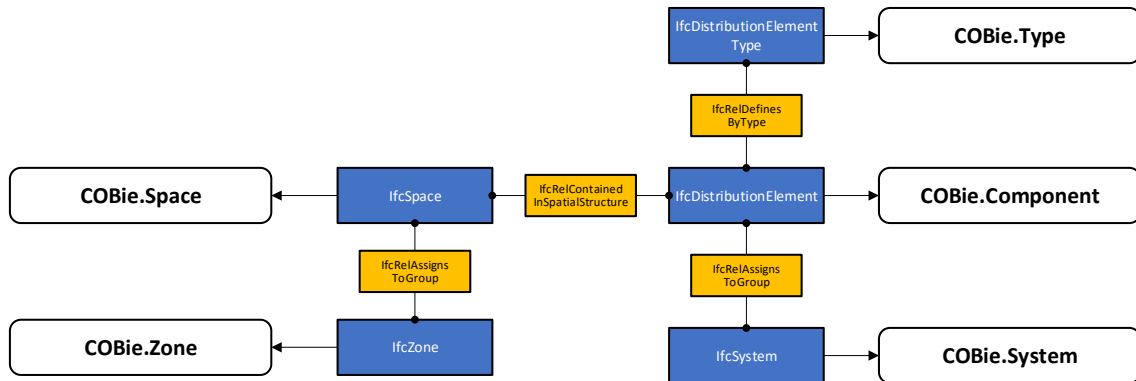 IfcDistributionElement
Type
COBie.Type
IfcRelDefines
ByType
COBie.Space
IfcSpace
IfcRelContained
InSpatialStructure
IfcDistributionElement
COBie.Component
IfcRelAssigns
ToGroup
IfcRelAssigns
ToGroup
COBie.Zone
IfcZone
IfcSystem
COBie.System